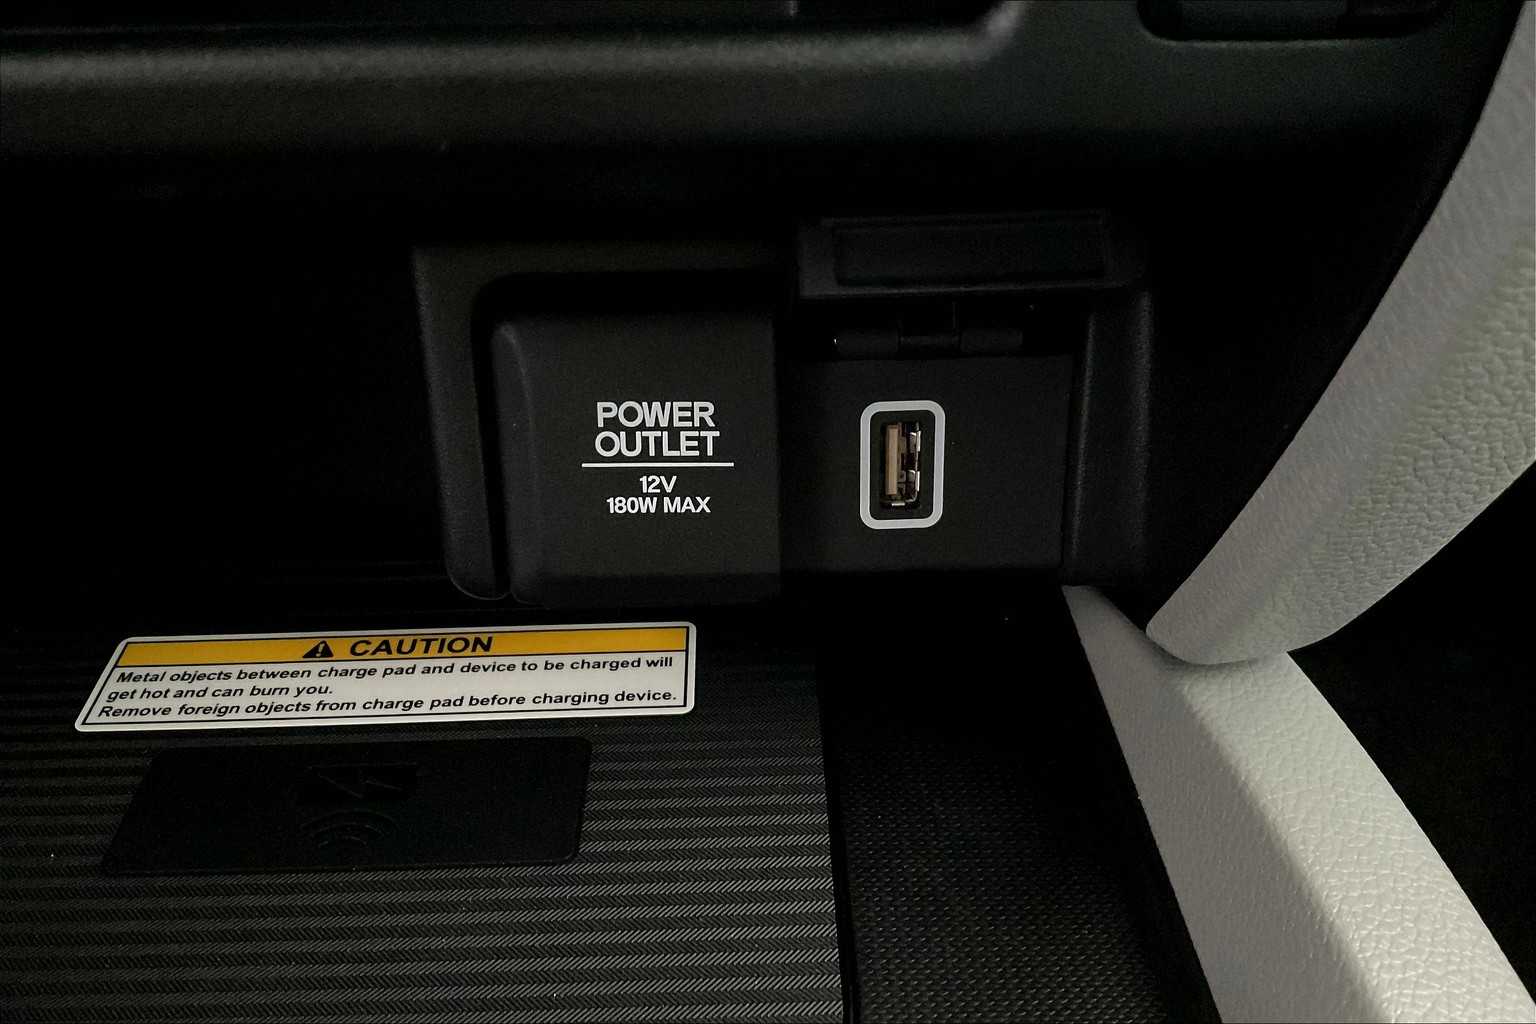 POWER
OUTLET
12V
180W MAX
CAUTION
Metal objects between charge pad and device to be charged will
get hot and can burn you.
Remove foreign objects from charge pad before charging device.